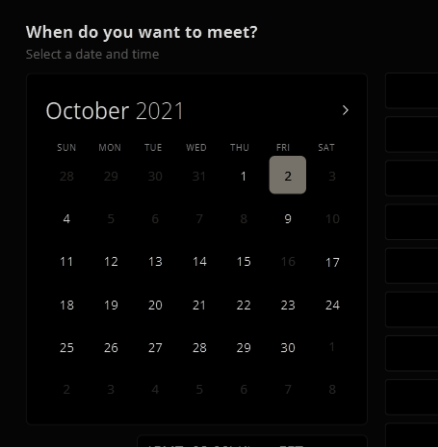 When do you want to meet?
Select a date and time
October 2021
SUN MON TUE WED THU FRI SAT
28 29 30 31 1 2 3
4 5 6 7 8 9 10
11 12 13 14 15 16 17
18 19 20 21 22 23 24
25 26 27 28 29 30 1
2 3 4 5 6 7 8